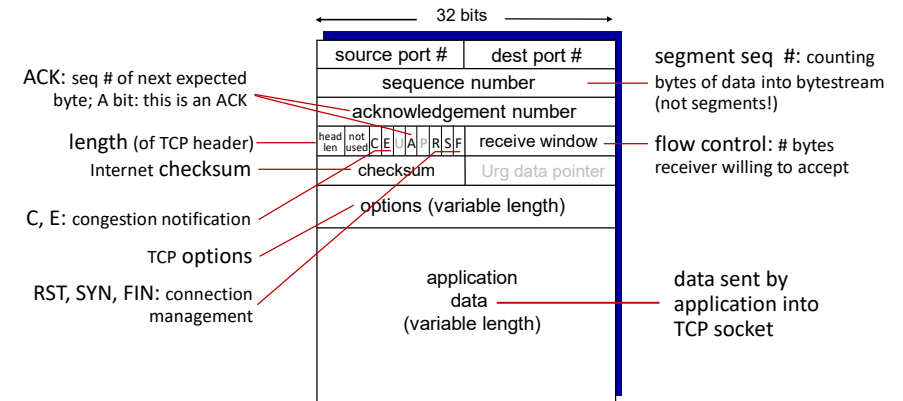 32 bits
source port #
dest port #
sequence number
acknowledgement number
head
len
not
used
C E U A P R S F
receive window
checksum
Urg data pointer
options (variable length)
application
data
(variable length)
ACK: seq # of next expected
byte; A bit: this is an ACK
length (of TCP header)
Internet checksum
C, E: congestion notification
TCP options
RST, SYN, FIN: connection
management
segment seq #: counting
bytes of data into bytestream
(not segments!)
flow control: # bytes
receiver willing to accept
data sent by
application into
TCP socket